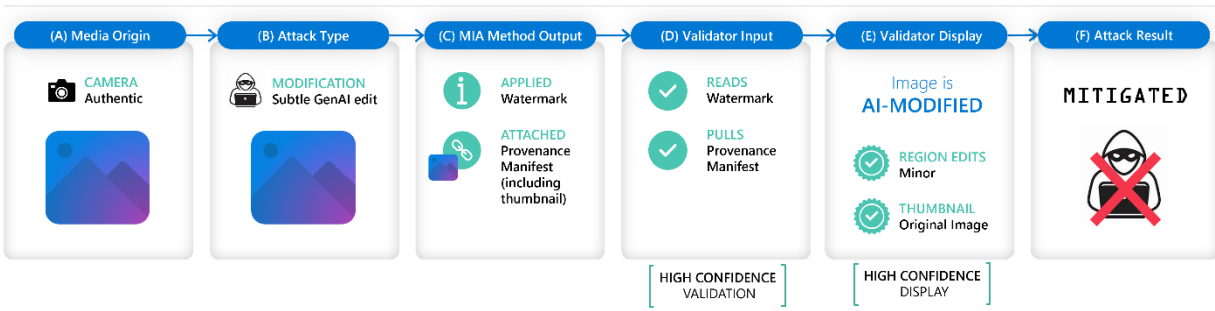 (A) Media Origin
CAMERA
Authentic
(B) Attack Type
MODIFICATION
Subtle GenAI edit
(C) MIA Method Output
APPLIED
Watermark
ATTACHED
Provenance
Manifest
(including
thumbnail)
(D) Validator Input
READS
Watermark
PULLS
Provenance
Manifest
HIGH CONFIDENCE
VALIDATION
(E) Validator Display
Image is
AI-MODIFIED
REGION EDITS
Minor
THUMBNAIL
Original Image
HIGH CONFIDENCE
DISPLAY
(F) Attack Result
MITIGATED